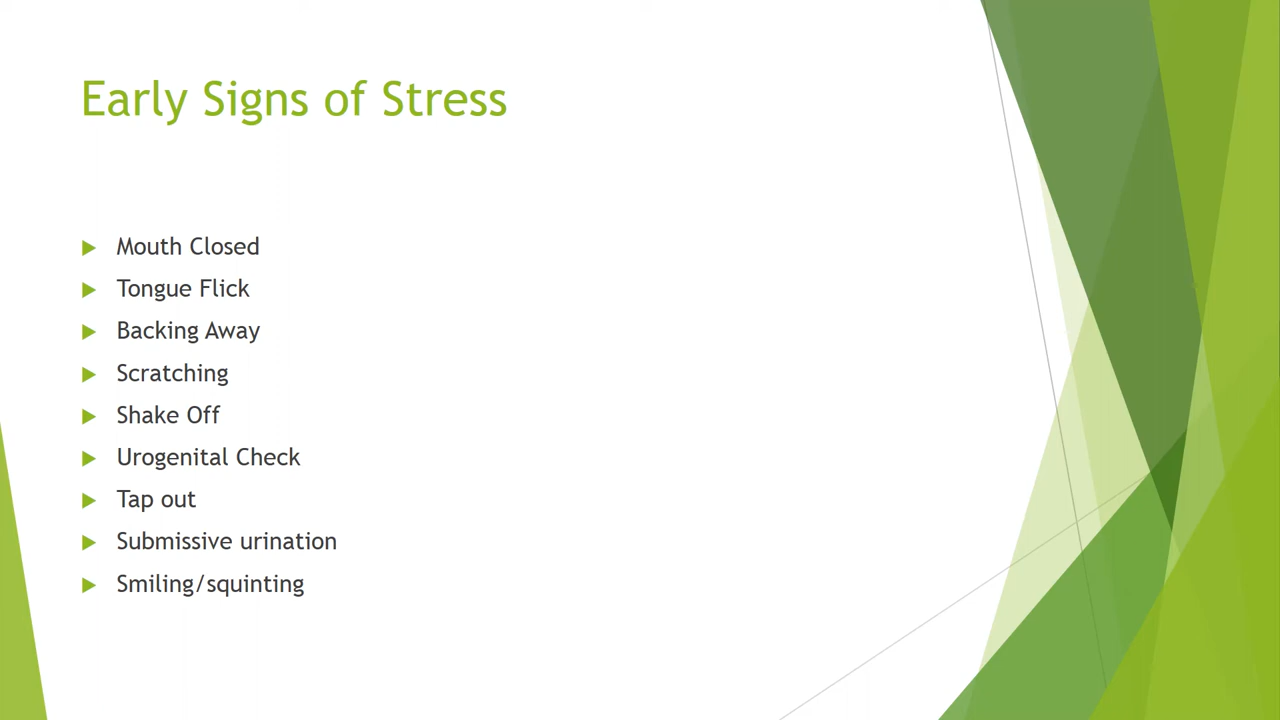 Early Signs of Stress
Mouth Closed
Tongue Flick
Backing Away
Scratching
Shake Off
Urogenital Check
Tap out
Submissive urination
Smiling/squinting